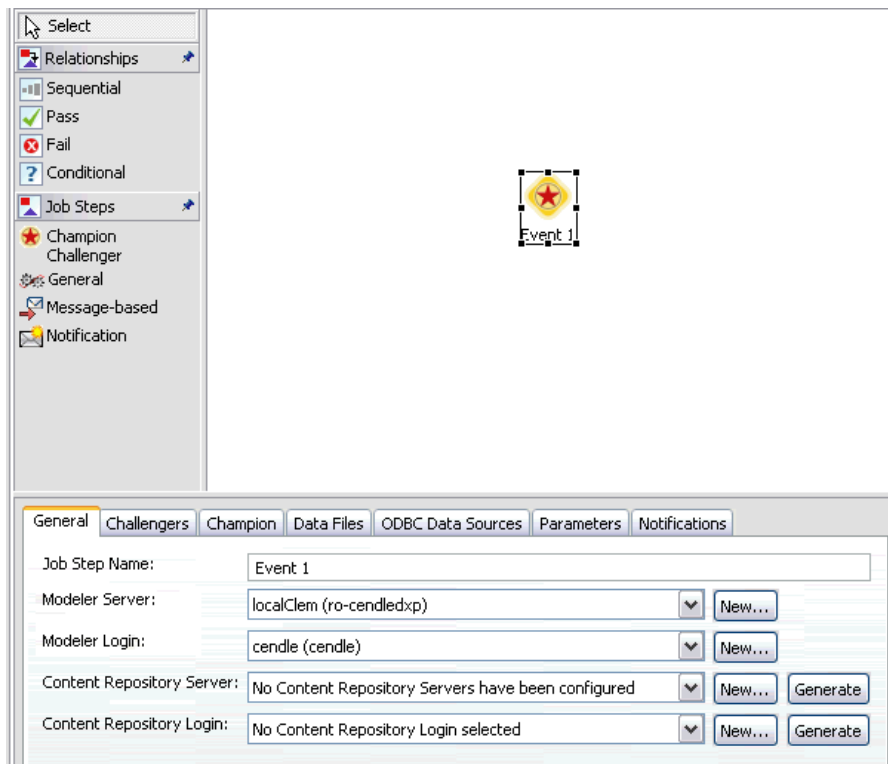 Select
Relationships
Sequential
Pass
Fail
Conditional
Job Steps
Champion
Challenger
General
Message-based
Notification
Event 1
General Challengers Champion Data Files ODBC Data Sources Parameters Notifications
Job Step Name: Event 1
Modeler Server: localClem (ro-cendledxp) New...
Modeler Login: cendle (cendle) New...
Content Repository Server: No Content Repository Servers have been configured New... Generate
Content Repository Login: No Content Repository Login selected New... Generate